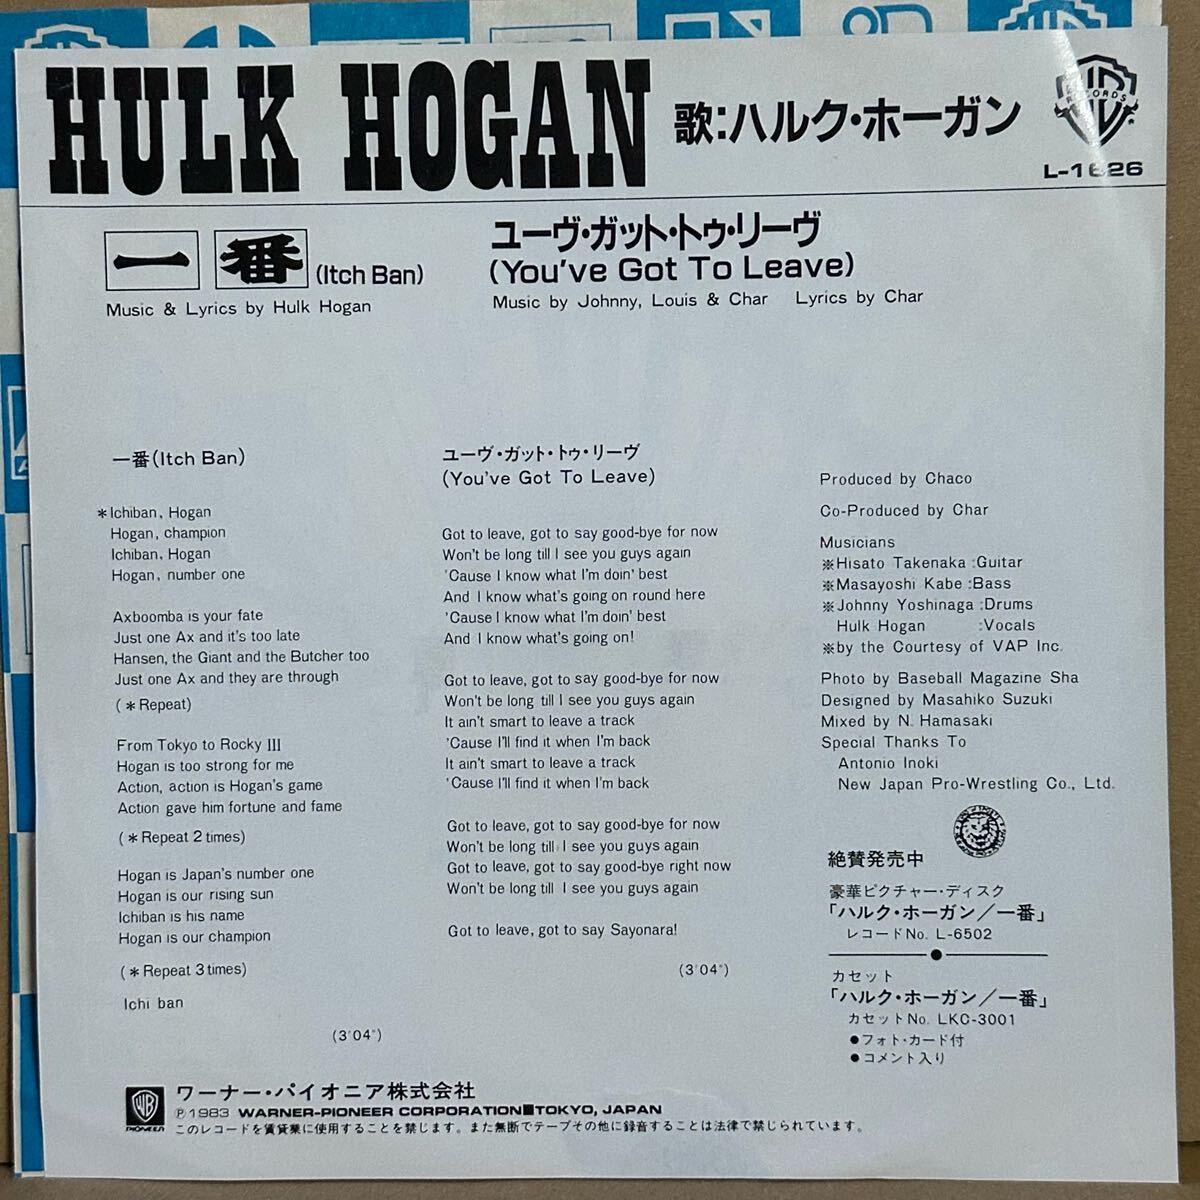 HULK HOGAN
歌:ハルク・ホーガン
RECORDS
L-1626
一番(Itch Ban)
Music & Lyrics by Hulk Hogan
ユーヴ・ガット・トゥ・リーヴ
(You've Got To Leave)
Music by Johnny, Louis & Char Lyrics by Char
一番(Itch Ban)
*Ichiban, Hogan
Hogan, champion
Ichiban, Hogan
Hogan, number one
Axboomba is your fate
Just one Ax and it's too late
Hansen, the Giant and the Butcher too
Just one Ax and they are through
(*Repeat)
From Tokyo to Rocky III
Hogan is too strong for me
Action, action is Hogan's game
Action gave him fortune and fame
(*Repeat 2 times)
Hogan is Japan's number one
Hogan is our rising sun
Ichiban is his name
Hogan is our champion
(*Repeat 3 times)
Ichi ban
(3'04")
ユーヴ・ガット・トゥ・リーヴ
(You've Got To Leave)
Got to leave, got to say good-bye for now
Won't be long till I see you guys again
'Cause I know what I'm doin' best
And I know what's going on round here
'Cause I know what I'm doin' best
And I know what's going on!
Got to leave, got to say good-bye for now
Won't be long till I see you guys again
It ain't smart to leave a track
'Cause I'll find it when I'm back
It ain't smart to leave a track
'Cause I'll find it when I'm back
Got to leave, got to say good-bye for now
Won't be long till I see you guys again
Got to leave, got to say good-bye right now
Won't be long till I see you guys again
Got to leave, got to say Sayonara!
(3'04")
Produced by Chaco
Co-Produced by Char
Musicians
※Hisato Takenaka :Guitar
※Masayoshi Kabe :Bass
※Johnny Yoshinaga :Drums
Hulk Hogan :Vocals
※by the Courtesy of VAP Inc.
Photo by Baseball Magazine Sha
Designed by Masahiko Suzuki
Mixed by N. Hamasaki
Special Thanks To
Antonio Inoki
New Japan Pro-Wrestling Co., Ltd.
絶賛発売中
豪華ピクチャー・ディスク
「ハルク・ホーガン/一番」
レコードNo. L-6502
カセット
「ハルク・ホーガン/一番」
カセットNo. LKC-3001
●フォト・カード付
●コメント入り
PIONEER
ワーナー・パイオニア株式会社
Ⓟ1983 WARNER-PIONEER CORPORATION■TOKYO, JAPAN
このレコードを賃貸業に使用することを禁じます。また無断でテープその他に録音することは法律で禁じられています。